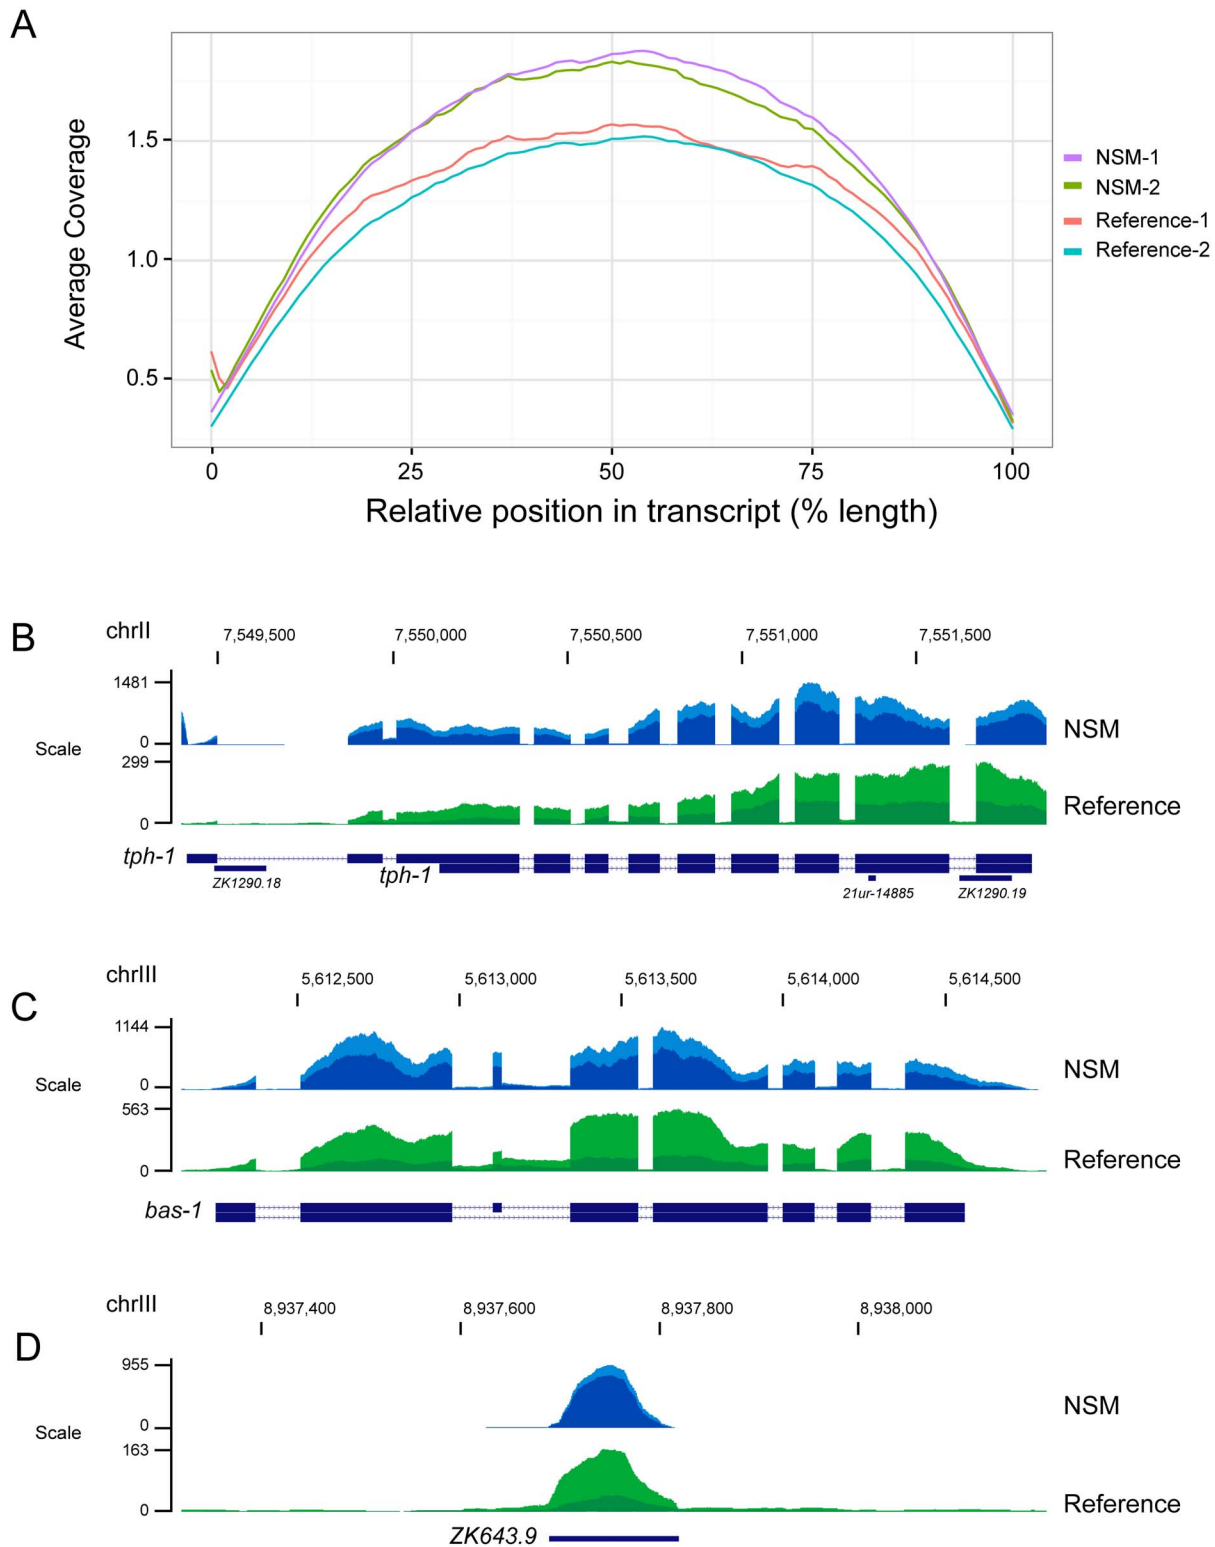 A
Average Coverage
1.5
1.0
0.5
0 25 50 75 100
Relative position in transcript (% length)
NSM-1
NSM-2
Reference-1
Reference-2
B
chrII
7,549,500 7,550,000 7,550,500 7,551,000 7,551,500
1481
0
Scale
299
0
NSM
Reference
tph-1
ZK1290.18
tph-1
21ur-14885
ZK1290.19
chrIII
5,612,500 5,613,000 5,613,500 5,614,000 5,614,500
C
1144
0
Scale
563
0
NSM
Reference
bas-1
chrIII
8,937,400 8,937,600 8,937,800 8,938,000
D
955
0
Scale
163
0
NSM
Reference
ZK643.9